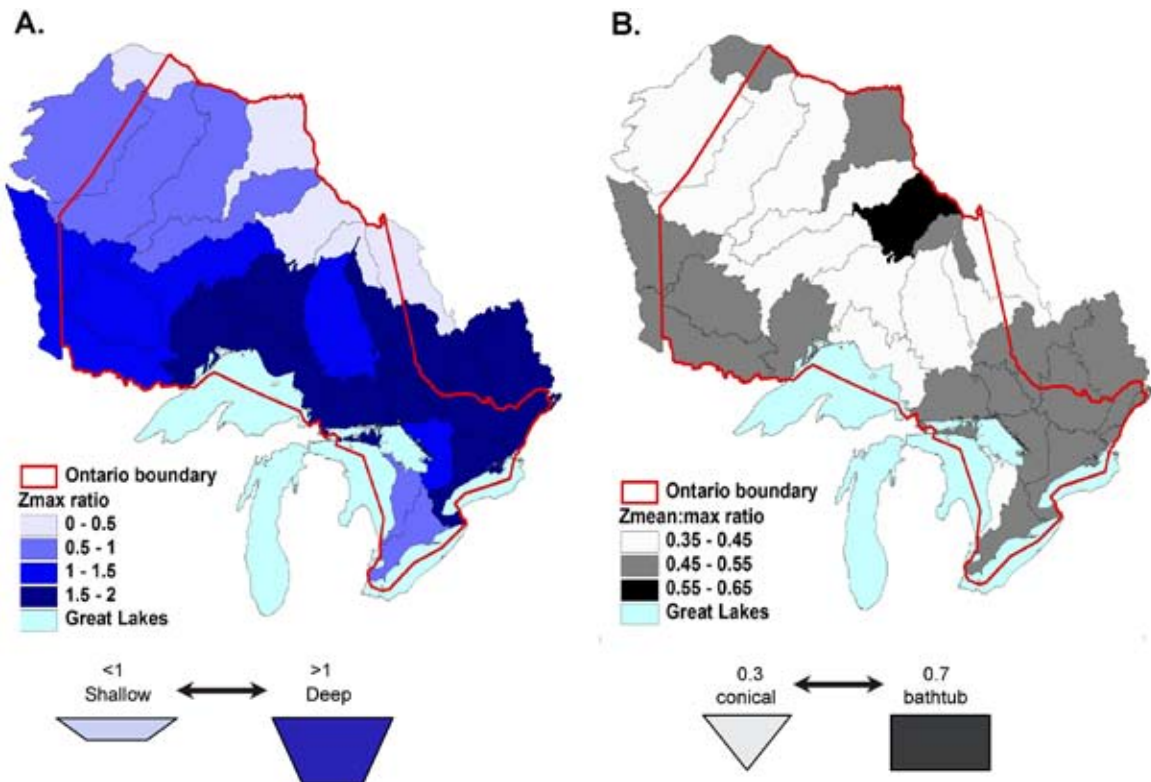 A.
Ontario boundary
Zmax ratio
0 - 0.5
0.5 - 1
1 - 1.5
1.5 - 2
Great Lakes
<1
Shallow
>1
Deep
B.
Ontario boundary
Zmean:max ratio
0.35 - 0.45
0.45 - 0.55
0.55 - 0.65
Great Lakes
0.3
conical
0.7
bathtub